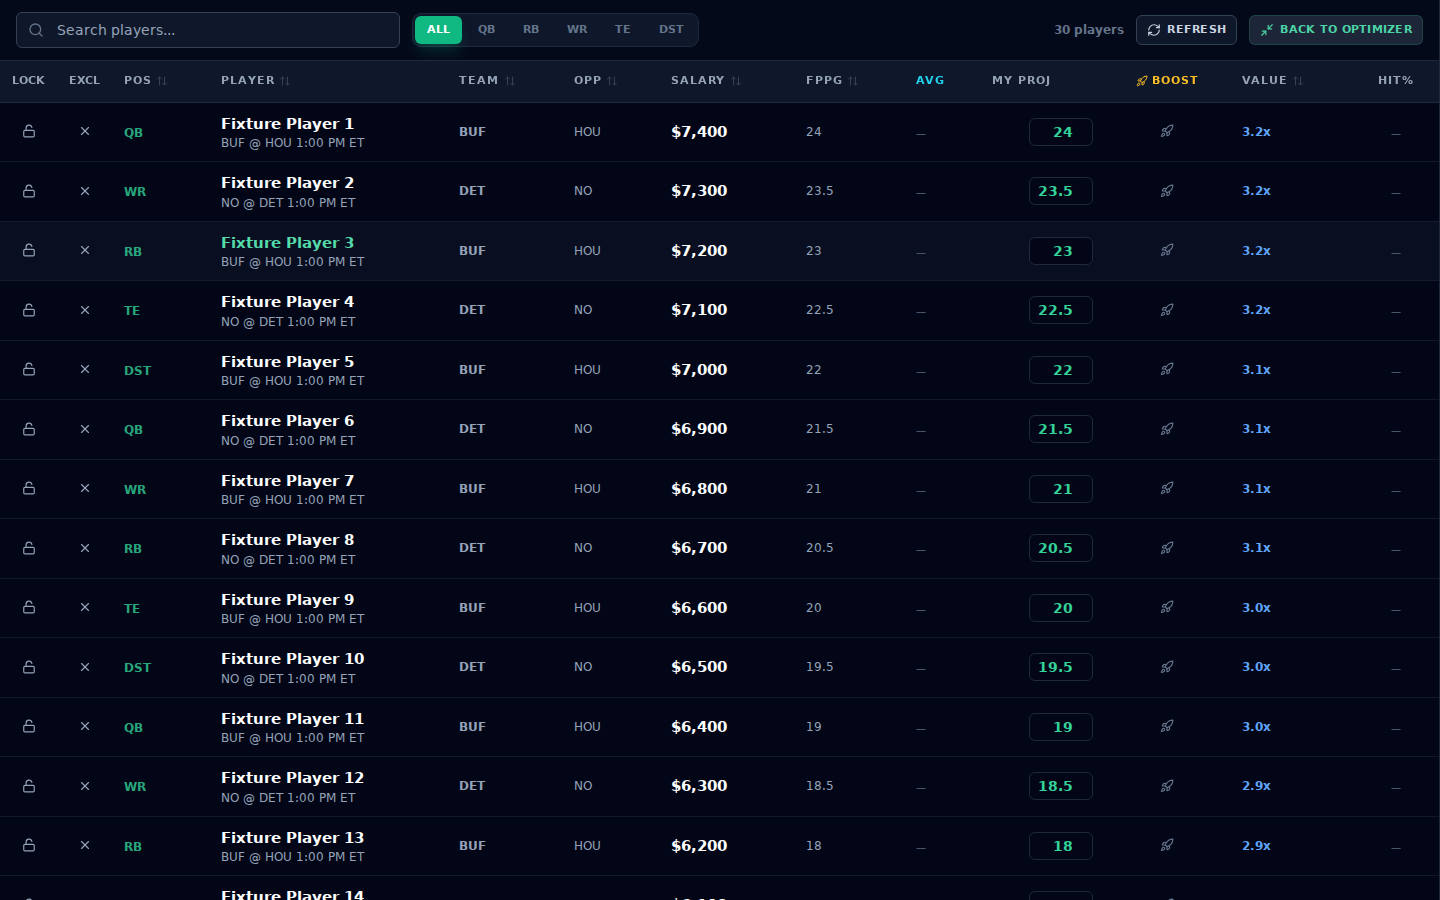 Search players...
ALL QB RB WR TE DST
30 players REFRESH BACK TO OPTIMIZER
LOCK EXCL POS PLAYER TEAM OPP SALARY FPPG AVG MY PROJ BOOST VALUE HIT%
QB Fixture Player 1 BUF HOU $7,400 24 — 24 3.2x —
BUF @ HOU 1:00 PM ET
WR Fixture Player 2 DET NO $7,300 23.5 — 23.5 3.2x —
NO @ DET 1:00 PM ET
RB Fixture Player 3 BUF HOU $7,200 23 — 23 3.2x —
BUF @ HOU 1:00 PM ET
TE Fixture Player 4 DET NO $7,100 22.5 — 22.5 3.2x —
NO @ DET 1:00 PM ET
DST Fixture Player 5 BUF HOU $7,000 22 — 22 3.1x —
BUF @ HOU 1:00 PM ET
QB Fixture Player 6 DET NO $6,900 21.5 — 21.5 3.1x —
NO @ DET 1:00 PM ET
WR Fixture Player 7 BUF HOU $6,800 21 — 21 3.1x —
BUF @ HOU 1:00 PM ET
RB Fixture Player 8 DET NO $6,700 20.5 — 20.5 3.1x —
NO @ DET 1:00 PM ET
TE Fixture Player 9 BUF HOU $6,600 20 — 20 3.0x —
BUF @ HOU 1:00 PM ET
DST Fixture Player 10 DET NO $6,500 19.5 — 19.5 3.0x —
NO @ DET 1:00 PM ET
QB Fixture Player 11 BUF HOU $6,400 19 — 19 3.0x —
BUF @ HOU 1:00 PM ET
WR Fixture Player 12 DET NO $6,300 18.5 — 18.5 2.9x —
NO @ DET 1:00 PM ET
RB Fixture Player 13 BUF HOU $6,200 18 — 18 2.9x —
BUF @ HOU 1:00 PM ET
Fixture Player 14